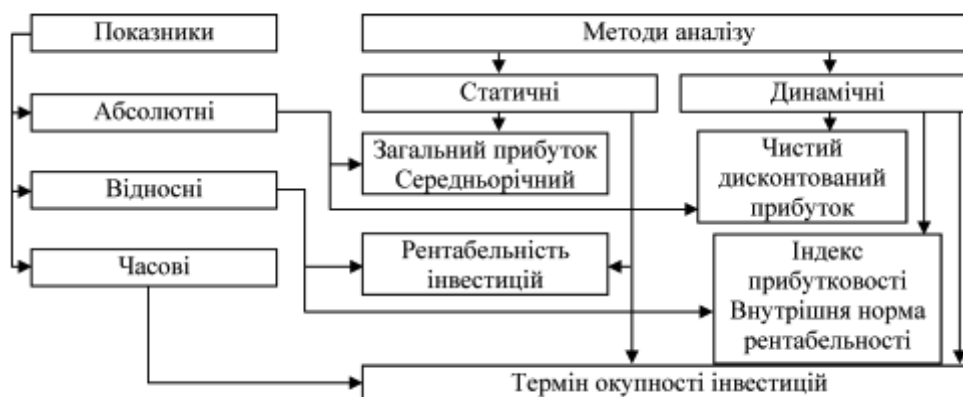 Показники
Методи аналізу
Статичні
Динамічні
Абсолютні
Загальний прибуток
Середньорічний
Чистий
дисконтований
прибуток
Відносні
Рентабельність
інвестицій
Часові
Індекс
прибутковості
Внутрішня норма
рентабельності
Термін окупності інвестицій